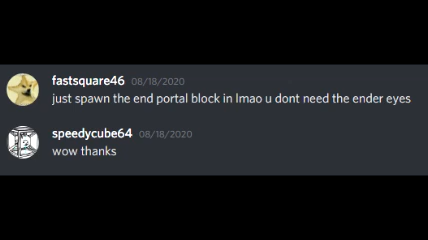 fastsquare46 08/18/2020
just spawn the end portal block in lmao u dont need the ender eyes
speedycube64 08/18/2020
wow thanks